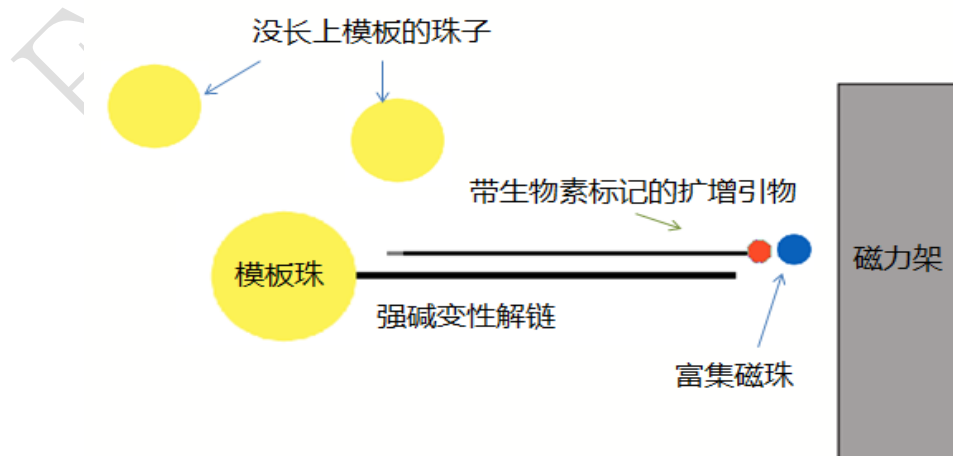 没长上模板的珠子
带生物素标记的扩增引物
模板珠
磁力架
强碱变性解链
富集磁珠